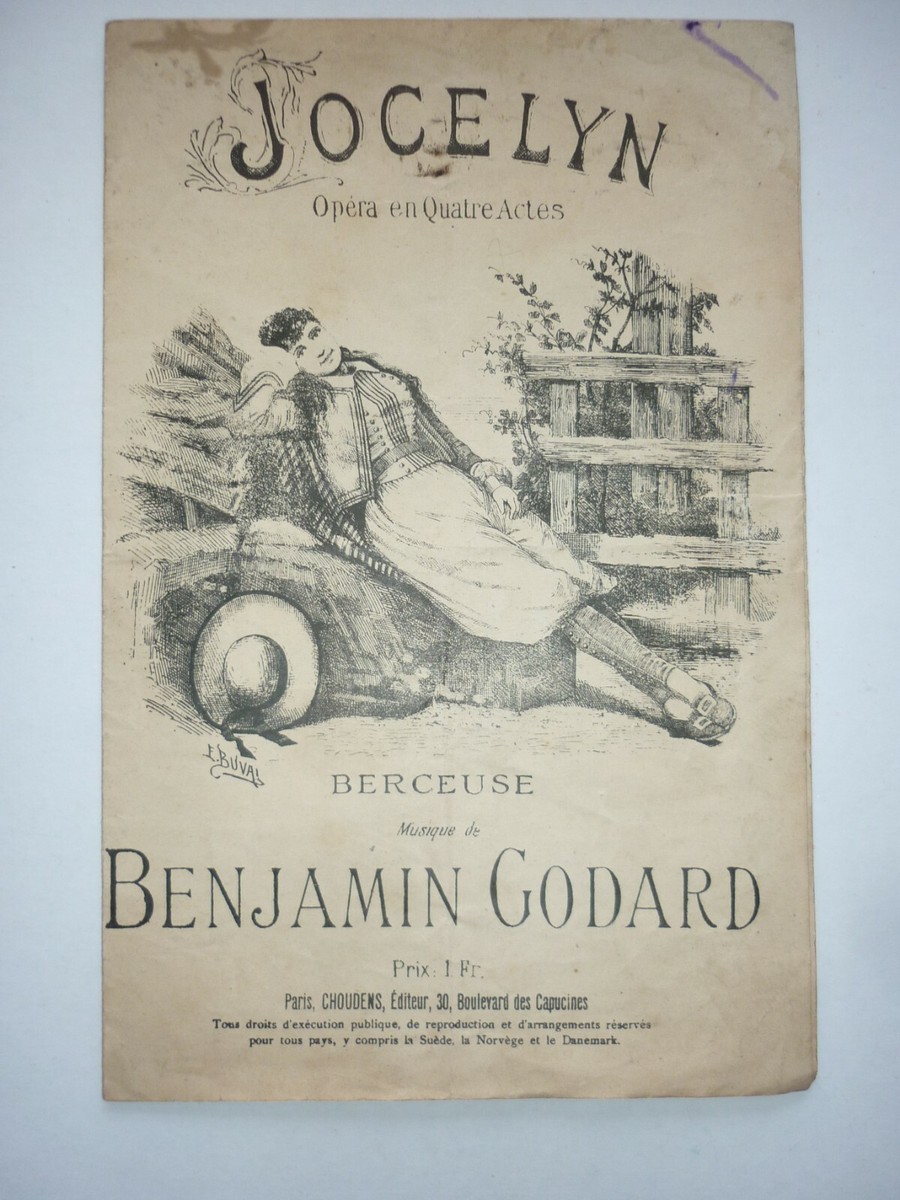 JOCELYN
Opéra en Quatre Actes
E. BUVAL
BERCEUSE
Musique de
BENJAMIN GODARD
Prix: 1 Fr.
Paris, CHOUDENS, Éditeur, 30, Boulevard des Capucines
Tous droits d'exécution publique, de reproduction et d'arrangements réservés
pour tous pays, y compris la Suède, la Norvège et le Danemark.